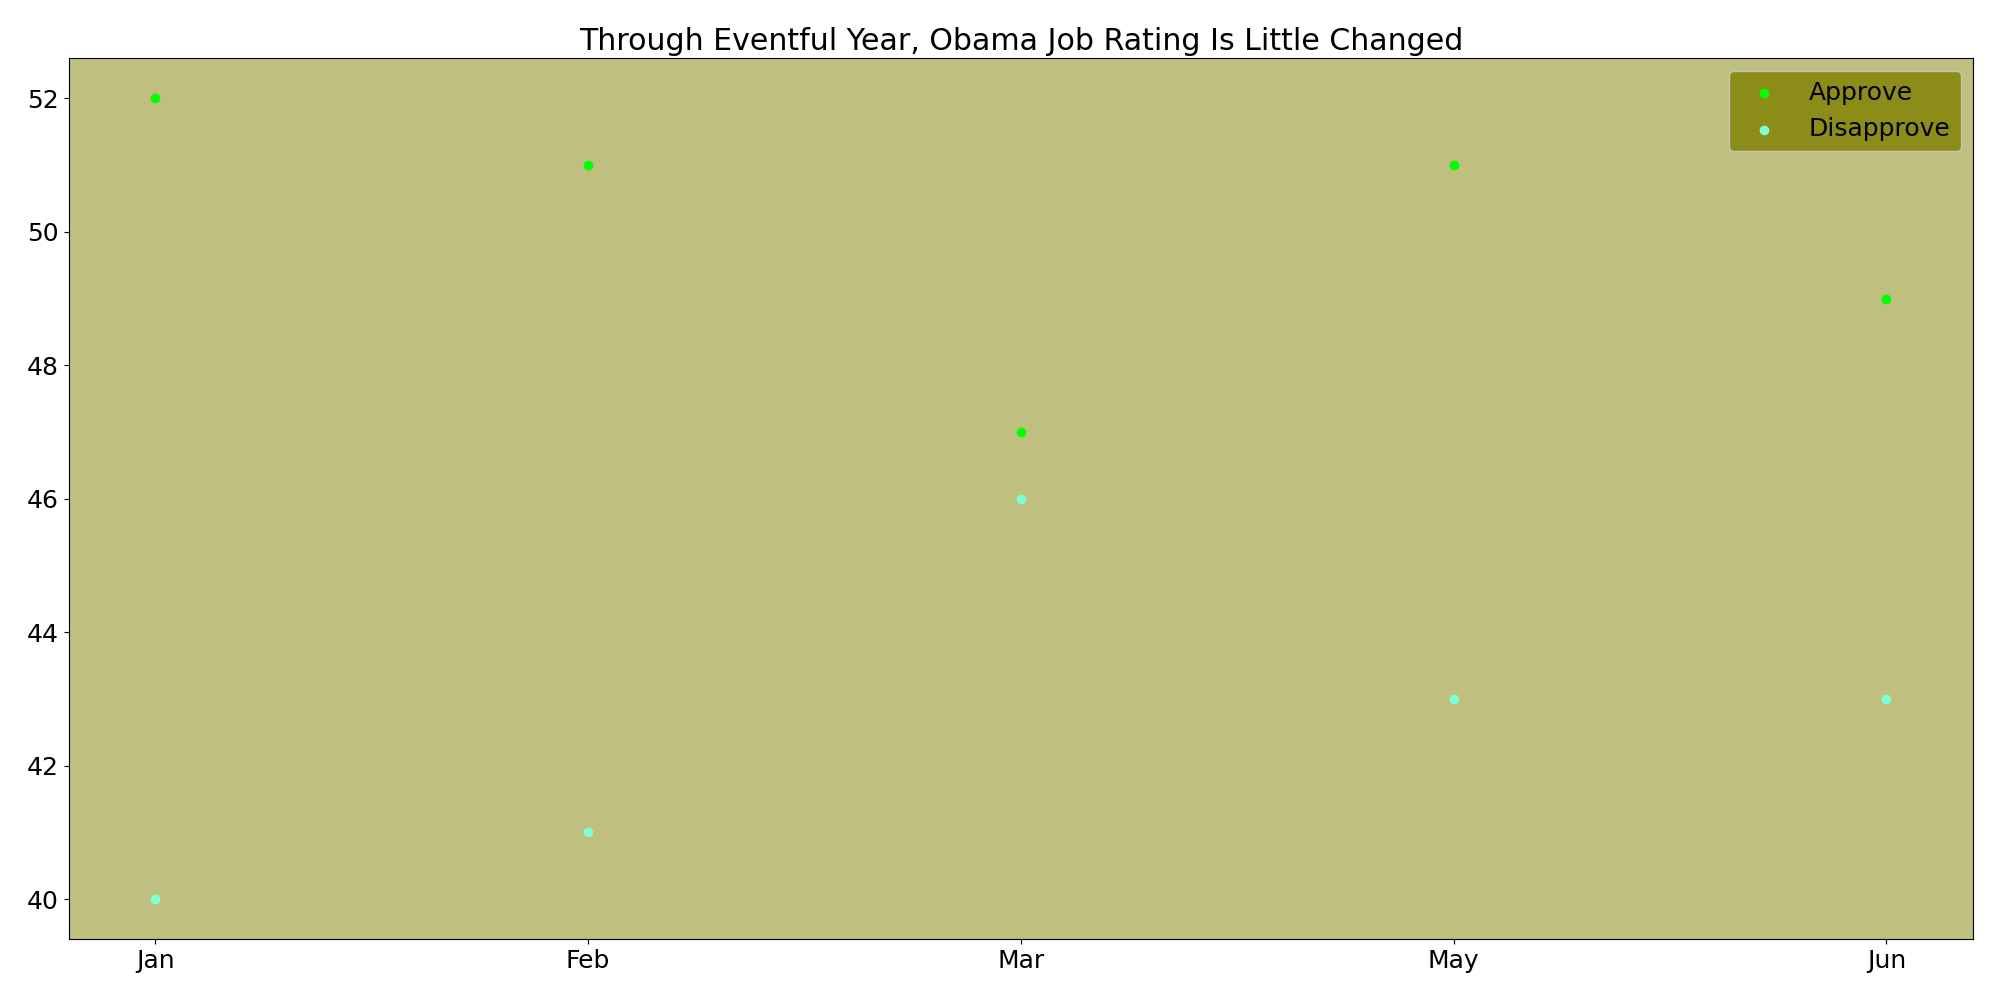 Through Eventful Year, Obama Job Rating Is Little Changed
Approve
Disapprove
52
50
48
46
44
42
40
Jan Feb Mar May Jun